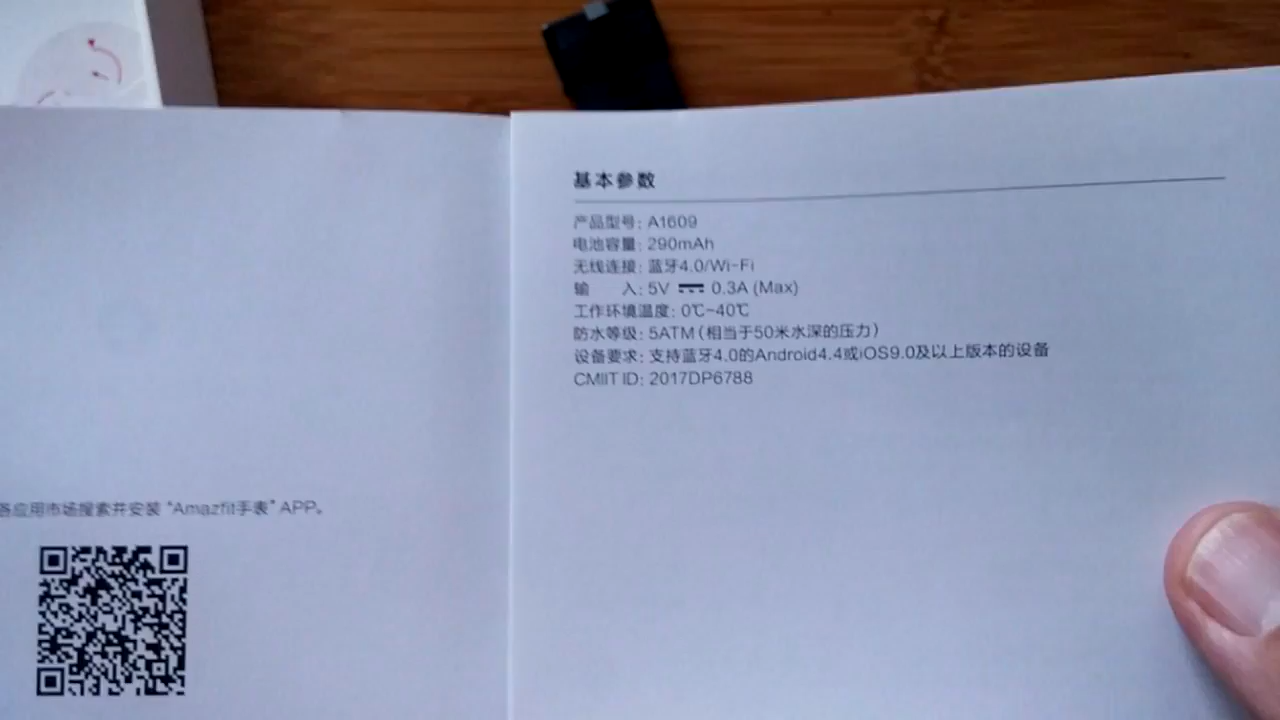 各应用市场搜索并安装“Amazfit手表”APP。
基本参数
产品型号: A1609
电池容量: 290mAh
无线连接: 蓝牙4.0/Wi-Fi
输 入: 5V ⎓ 0.3A (Max)
工作环境温度: 0℃~40℃
防水等级: 5ATM(相当于50米水深的压力)
设备要求: 支持蓝牙4.0的Android4.4或iOS9.0及以上版本的设备
CMIIT ID: 2017DP6788